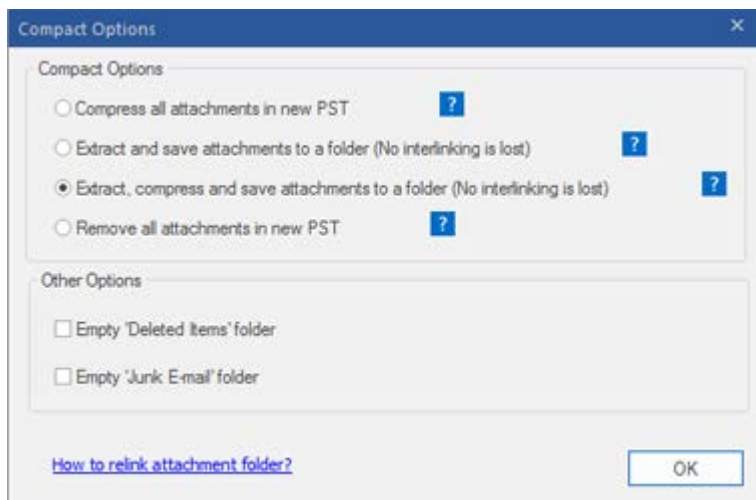 Compact Options
Compact Options
Compress all attachments in new PST ?
Extract and save attachments to a folder (No interlinking is lost) ?
Extract, compress and save attachments to a folder (No interlinking is lost) ?
Remove all attachments in new PST ?
Other Options
Empty 'Deleted Items' folder
Empty 'Junk E-mail' folder
How to relink attachment folder?
OK